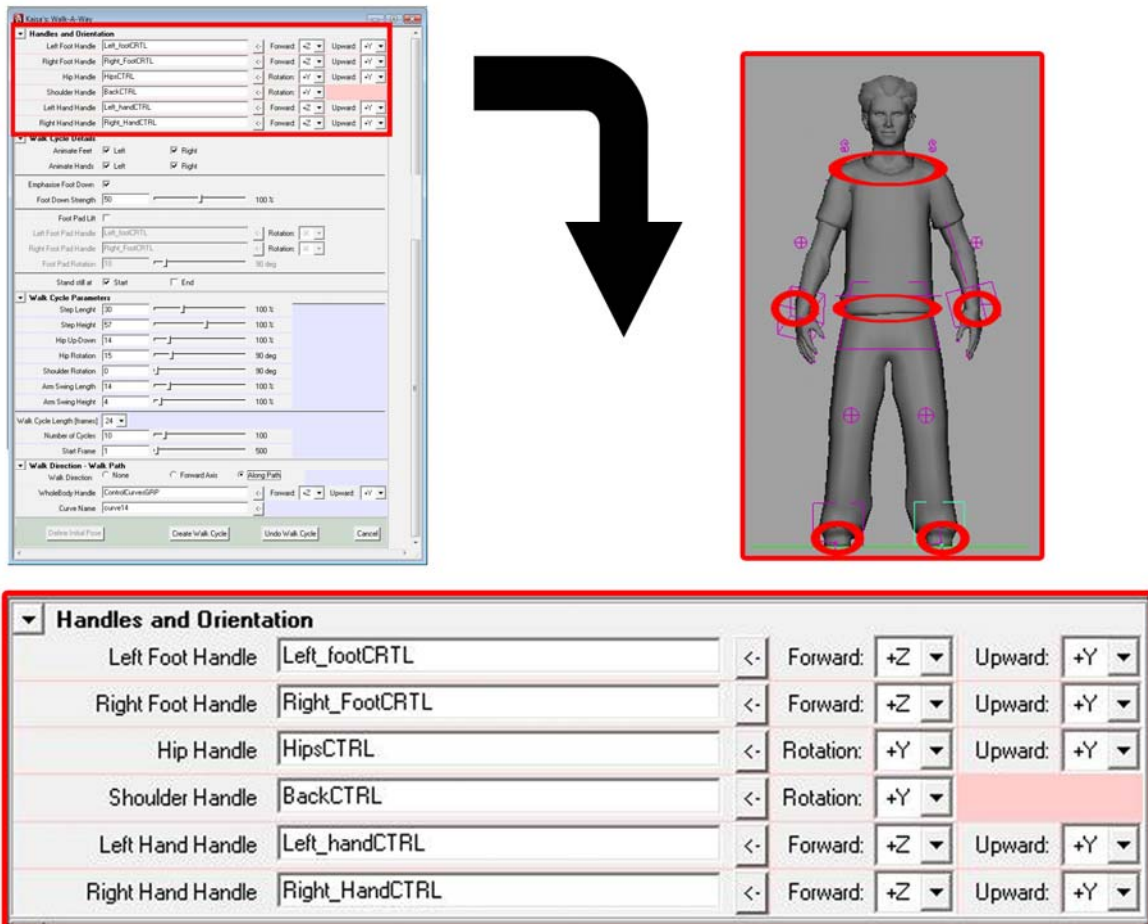 Kaiser's: Walk-A-Way
Handles and Orientation
Left Foot Handle Left_footCRTL <- Forward: +Z Upward: +Y
Right Foot Handle Right_FootCRTL <- Forward: +Z Upward: +Y
Hip Handle HipsCTRL <- Rotation: +Y Upward: +Y
Shoulder Handle BackCTRL <- Rotation: +Y
Left Hand Handle Left_handCTRL <- Forward: +Z Upward: +Y
Right Hand Handle Right_HandCTRL <- Forward: +Z Upward: +Y
Walk Cycle Details
Animate Feet Left Right
Animate Hands Left Right
Emphasise Foot Down
Foot Down Strength 50 100 %
Foot Pad Lift
Left Foot Pad Handle Left_footCRTL <- Rotation:
Right Foot Pad Handle Right_FootCRTL <- Rotation:
Foot Pad Rotation 10 90 deg
Stand still at Start End
Walk Cycle Parameters
Step Lenght 30 100 %
Step Height 57 100 %
Hip Up-Down 14 100 %
Hip Rotation 15 90 deg
Shoulder Rotation 0 90 deg
Arm Swing Length 14 100 %
Arm Swing Height 4 100 %
Walk Cycle Length [frames] 24
Number of Cycles 10 100
Start Frame 1 500
Walk Direction - Walk Path
Walk Direction None Forward Axis Along Path
WholeBody Handle ControlCurvesGRP <- Forward: +Z Upward: +Y
Curve Name curve14 <-
Define Initial Pose Create Walk Cycle Undo Walk Cycle Cancel
Handles and Orientation
Left Foot Handle Left_footCRTL <- Forward: +Z Upward: +Y
Right Foot Handle Right_FootCRTL <- Forward: +Z Upward: +Y
Hip Handle HipsCTRL <- Rotation: +Y Upward: +Y
Shoulder Handle BackCTRL <- Rotation: +Y
Left Hand Handle Left_handCTRL <- Forward: +Z Upward: +Y
Right Hand Handle Right_HandCTRL <- Forward: +Z Upward: +Y